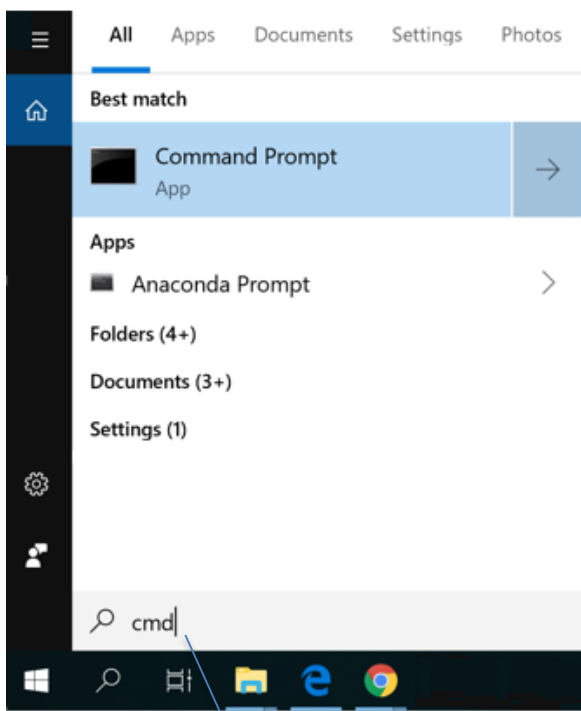 All Apps Documents Settings Photos
Best match
Command Prompt
App
Apps
Anaconda Prompt
Folders (4+)
Documents (3+)
Settings (1)
cmd